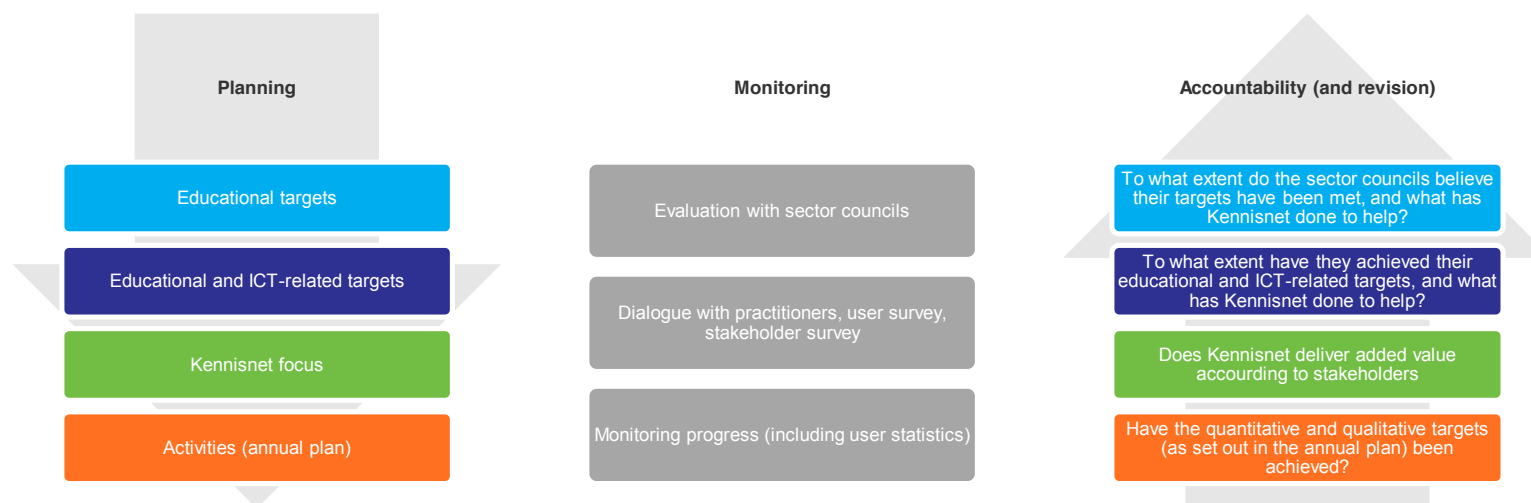 Planning
Educational targets
Educational and ICT-related targets
Kennisnet focus
Activities (annual plan)
Monitoring
Evaluation with sector councils
Dialogue with practitioners, user survey,
stakeholder survey
Monitoring progress (including user statistics)
Accountability (and revision)
To what extent do the sector councils believe
their targets have been met, and what has
Kennisnet done to help?
To what extent have they achieved their
educational and ICT-related targets, and what
has Kennisnet done to help?
Does Kennisnet deliver added value
accourding to stakeholders
Have the quantitative and qualitative targets
(as set out in the annual plan) been
achieved?